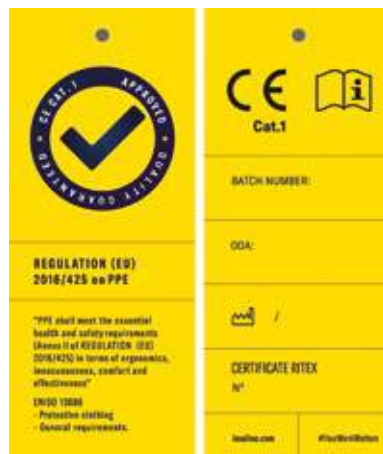 CE CAT. 1 APPROVED
QUALITY GUARANTEED
REGULATION (EU)
2016/425 on PPE
"PPE shall meet the essential
health and safety requirements
(Annex II of REGULATION (EU)
2016/425) in terms of ergonomics,
innocuousness, comfort and
effectiveness"
EN ISO 13688
- Protective clothing
- General requirements.
CE
Cat.1
i
BATCH NUMBER:
ODA:
/
CERTIFICATE RITEX
N°
#YourWorkMatters